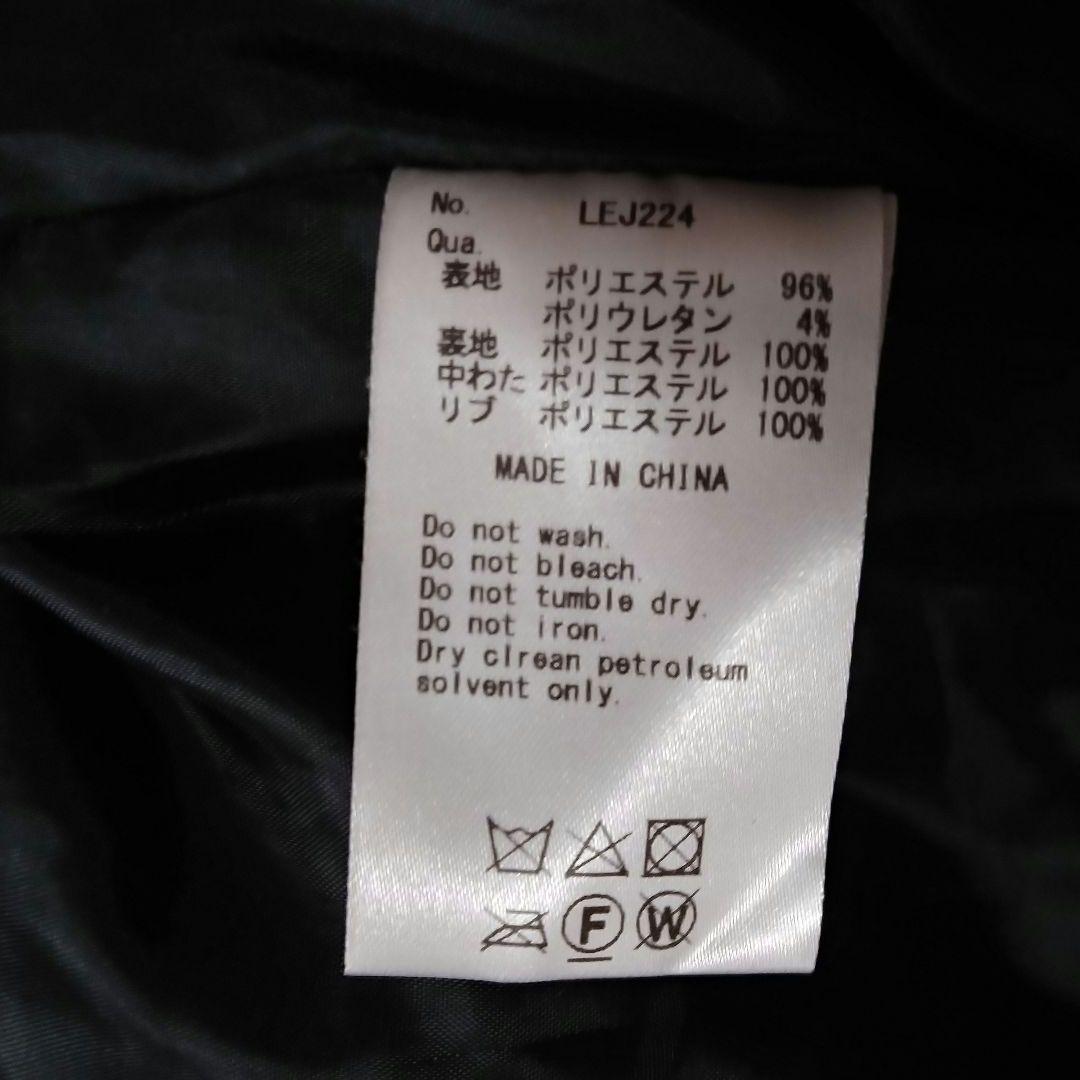 No. LEJ224
Qua.
表地 ポリエステル 96%
ポリウレタン 4%
裏地 ポリエステル 100%
中わた ポリエステル 100%
リブ ポリエステル 100%
MADE IN CHINA
Do not wash.
Do not bleach.
Do not tumble dry.
Do not iron.
Dry clrean petroleum
solvent only.
F W